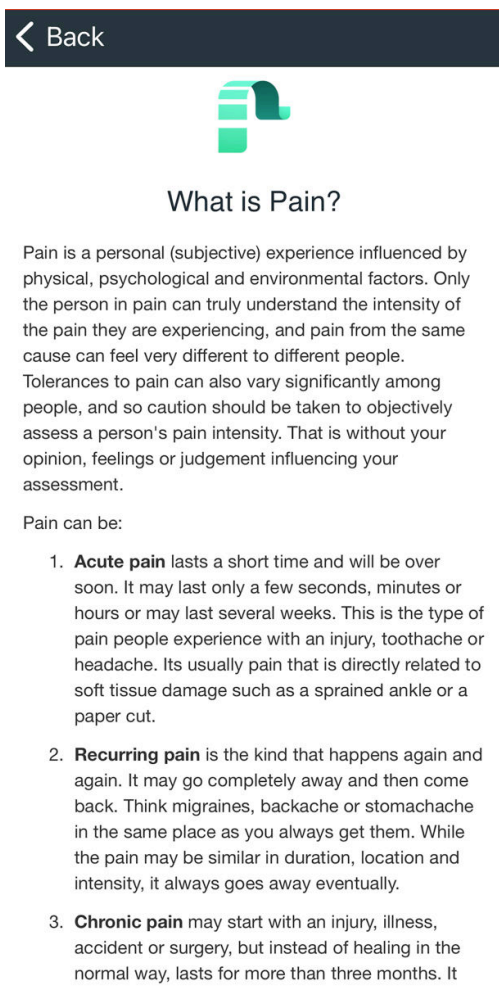 Back
What is Pain?
Pain is a personal (subjective) experience influenced by
physical, psychological and environmental factors. Only
the person in pain can truly understand the intensity of
the pain they are experiencing, and pain from the same
cause can feel very different to different people.
Tolerances to pain can also vary significantly among
people, and so caution should be taken to objectively
assess a person's pain intensity. That is without your
opinion, feelings or judgement influencing your
assessment.
Pain can be:
1. Acute pain lasts a short time and will be over
soon. It may last only a few seconds, minutes or
hours or may last several weeks. This is the type of
pain people experience with an injury, toothache or
headache. Its usually pain that is directly related to
soft tissue damage such as a sprained ankle or a
paper cut.
2. Recurring pain is the kind that happens again and
again. It may go completely away and then come
back. Think migraines, backache or stomachache
in the same place as you always get them. While
the pain may be similar in duration, location and
intensity, it always goes away eventually.
3. Chronic pain may start with an injury, illness,
accident or surgery, but instead of healing in the
normal way, lasts for more than three months. It